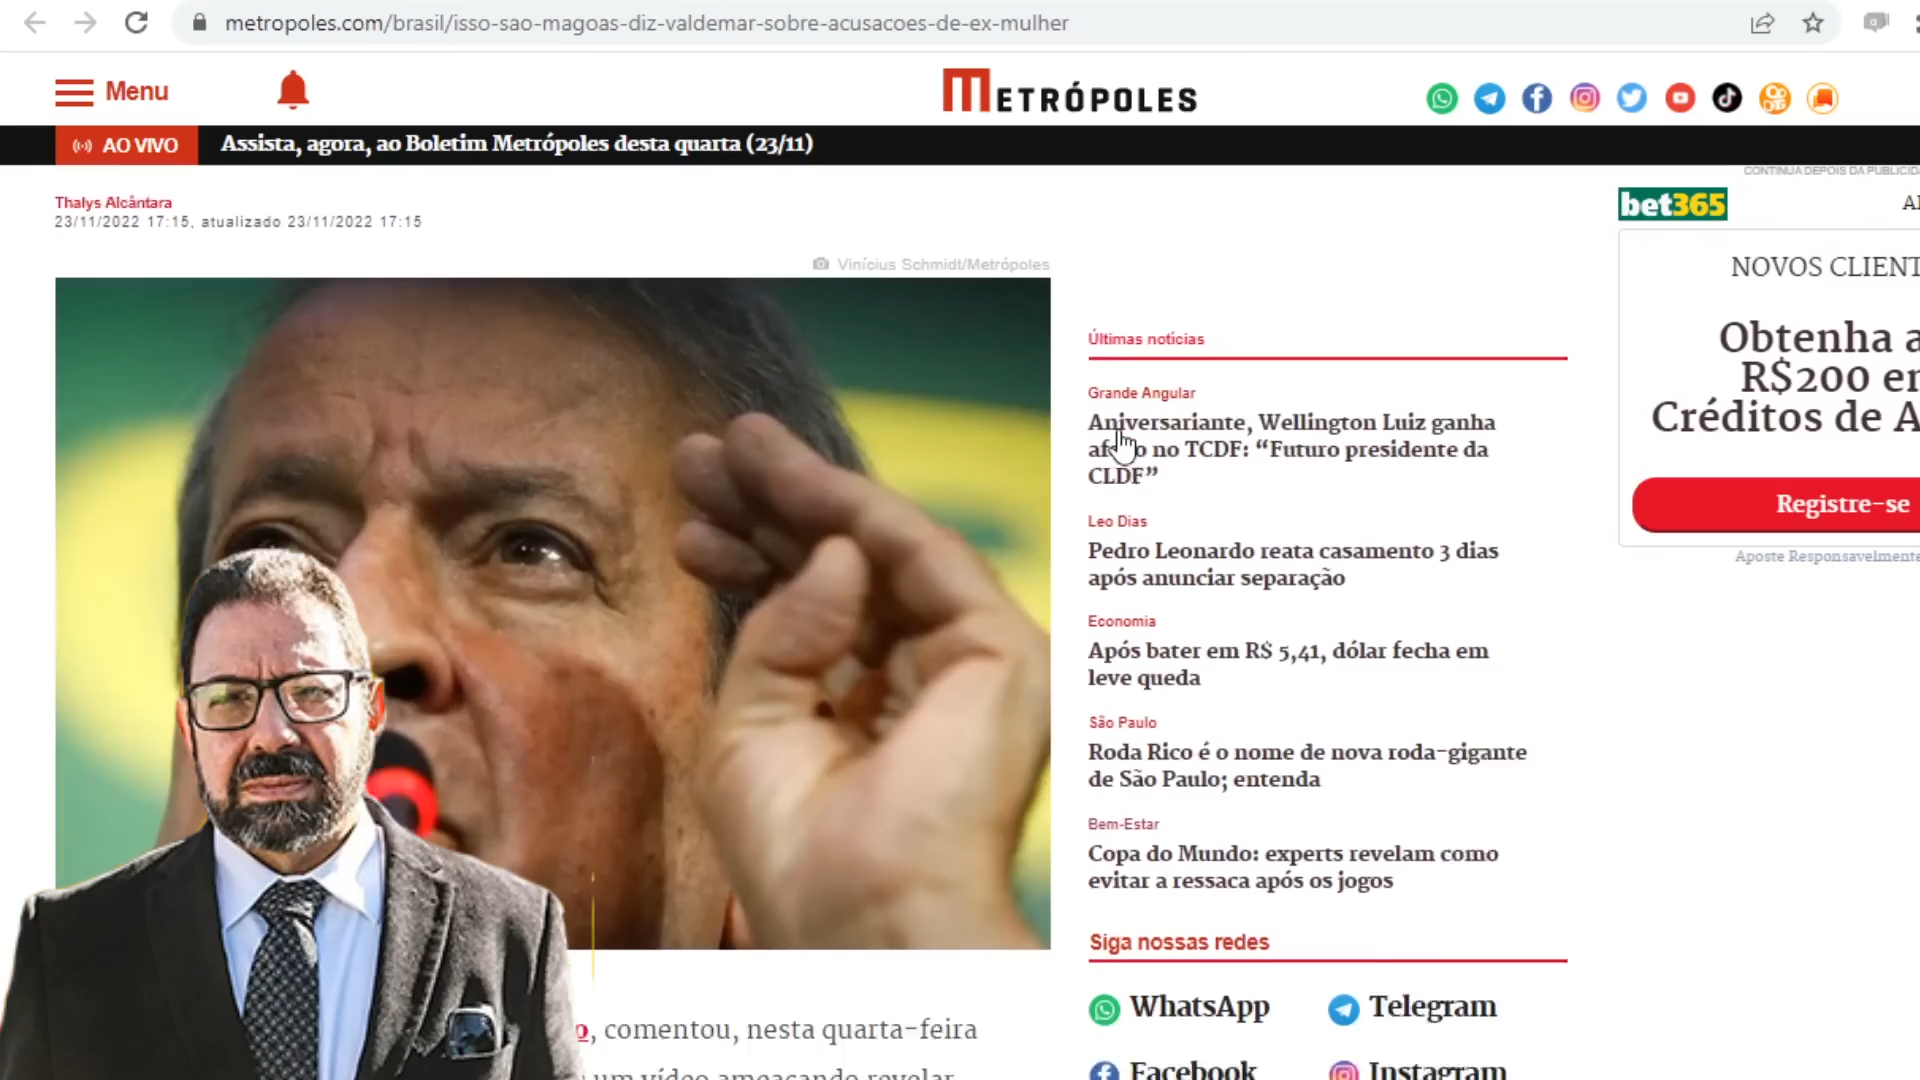 metropoles.com/brasil/isso-sao-magoas-diz-valdemar-sobre-acusacoes-de-ex-mulher
Menu
METRÓPOLES
AO VIVO
Assista, agora, ao Boletim Metrópoles desta quarta (23/11)
CONTINUA DEPOIS DA PUBLICID
Thalys Alcântara
23/11/2022 17:15, atualizado 23/11/2022 17:15
Vinícius Schmidt/Metrópoles
bet365
NOVOS CLIENT
Obtenha a
R$200 e
Créditos de A
Registre-se
Aposte Responsavelmente
Últimas notícias
Grande Angular
Aniversariante, Wellington Luiz ganha
no TCDF: “Futuro presidente da
CLDF”
Leo Dias
Pedro Leonardo reata casamento 3 dias
após anunciar separação
Economia
Após bater em R$ 5,41, dólar fecha em
leve queda
São Paulo
Roda Rico é o nome de nova roda-gigante
de São Paulo; entenda
Bem-Estar
Copa do Mundo: experts revelam como
evitar a ressaca após os jogos
Siga nossas redes
WhatsApp
Telegram
Facebook
Instagram
o, comentou, nesta quarta-feira
um vídeo ameaçando revelar